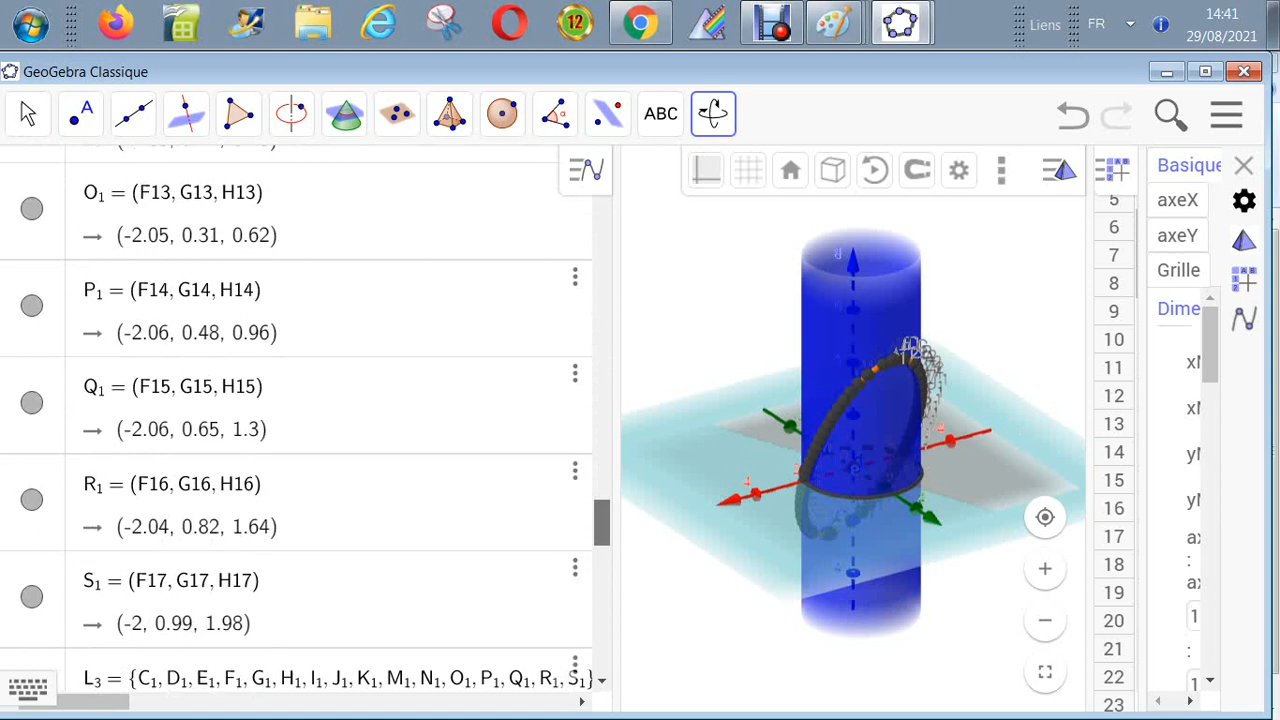 12
Liens
FR
14:41
29/08/2021
GeoGebra Classique
ABC
O₁ = (F13, G13, H13)
→ (-2.05, 0.31, 0.62)
P₁ = (F14, G14, H14)
→ (-2.06, 0.48, 0.96)
Q₁ = (F15, G15, H15)
→ (-2.06, 0.65, 1.3)
R₁ = (F16, G16, H16)
→ (-2.04, 0.82, 1.64)
S₁ = (F17, G17, H17)
→ (-2, 0.99, 1.98)
L₃ = {C₁, D₁, E₁, F₁, G₁, H₁, I₁, J₁, K₁, M₁, N₁, O₁, P₁, Q₁, R₁, S₁}
5
6
7
8
9
10
11
12
13
14
15
16
17
18
19
20
21
22
23
Basique
axeX
axeY
Grille
Dime
xM
yM